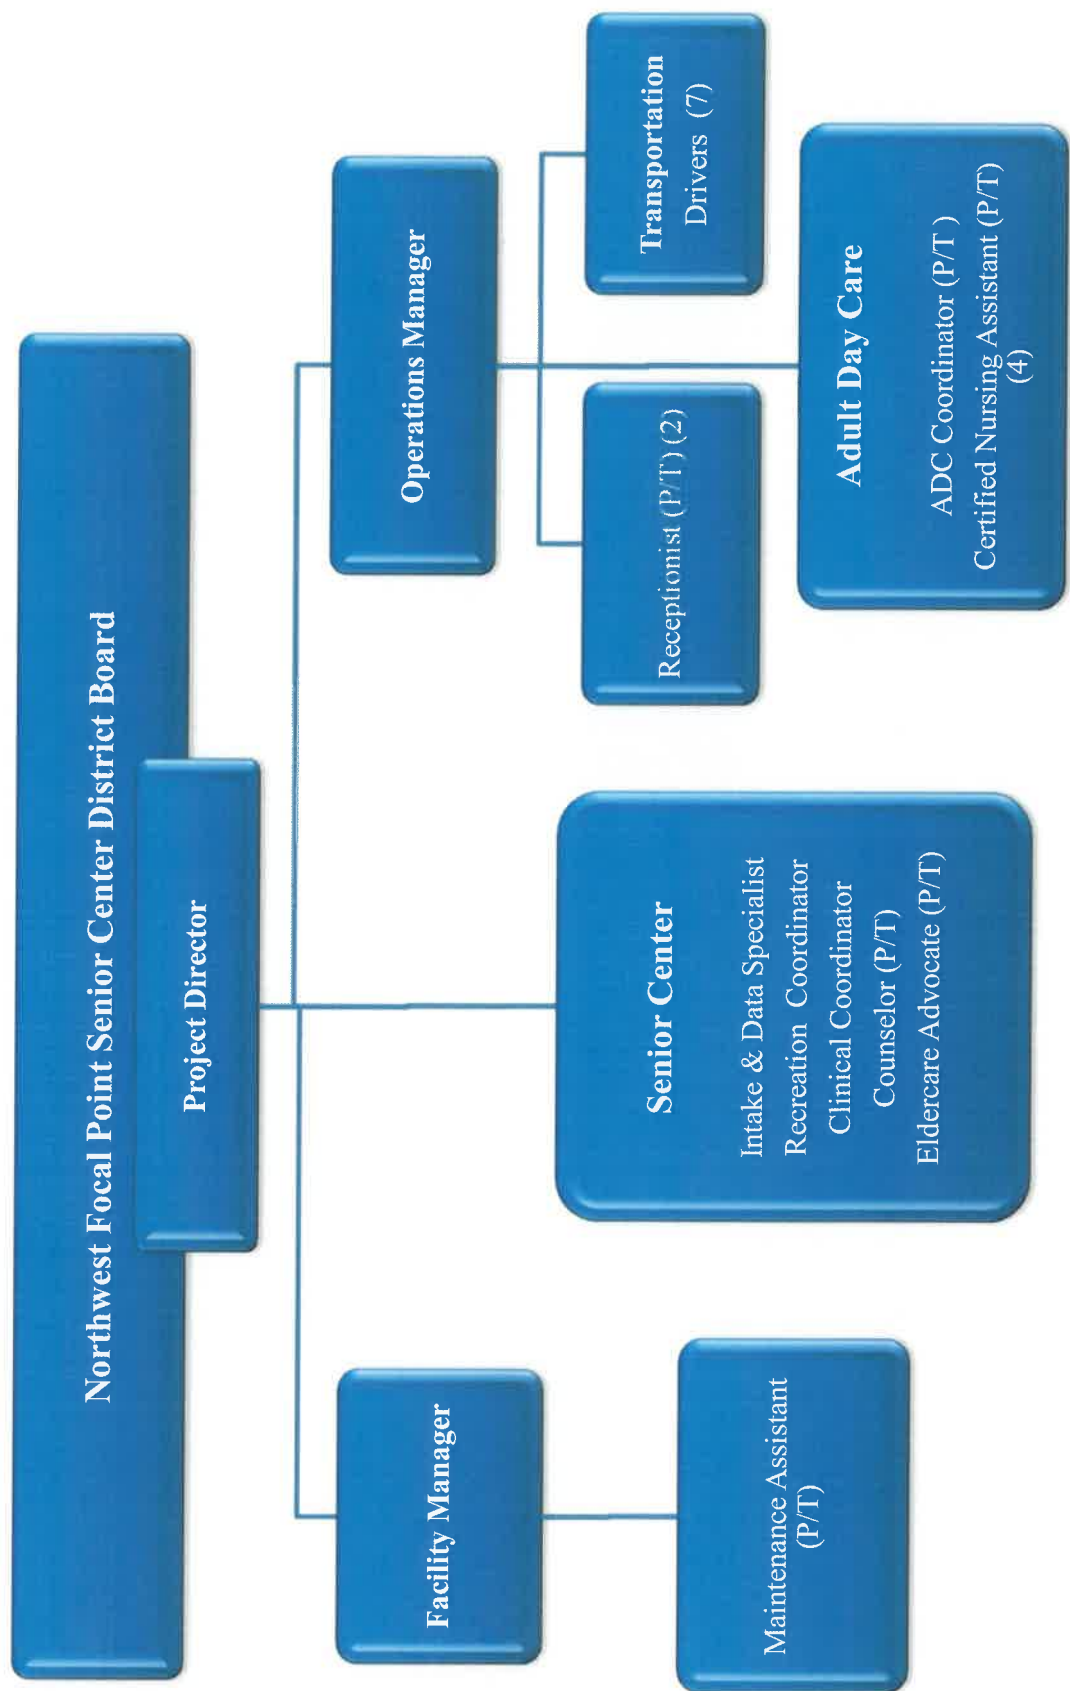 Northwest Focal Point Senior Center District Board
Project Director
Facility Manager
Maintenance Assistant
(P/T)
Senior Center
Intake & Data Specialist
Recreation Coordinator
Clinical Coordinator
Counselor (P/T)
Eldercare Advocate (P/T)
Operations Manager
Receptionist (P/T) (2)
Transportation
Drivers (7)
Adult Day Care
ADC Coordinator (P/T )
Certified Nursing Assistant (P/T)
(4)